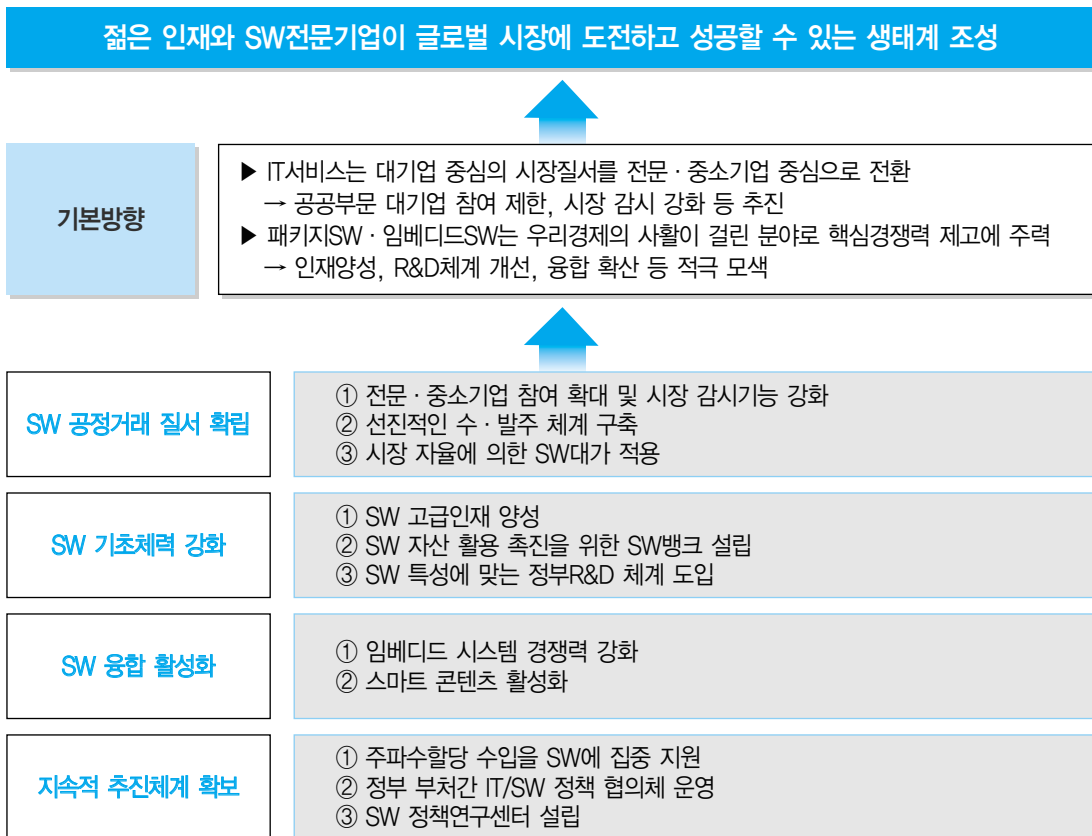 젊은 인재와 SW전문기업이 글로벌 시장에 도전하고 성공할 수 있는 생태계 조성
기본방향
▶ IT서비스는 대기업 중심의 시장질서를 전문 · 중소기업 중심으로 전환
→ 공공부문 대기업 참여 제한, 시장 감시 강화 등 추진
▶ 패키지SW · 임베디드SW는 우리경제의 사활이 걸린 분야로 핵심경쟁력 제고에 주력
→ 인재양성, R&D체계 개선, 융합 확산 등 적극 모색
SW 공정거래 질서 확립
① 전문 · 중소기업 참여 확대 및 시장 감시기능 강화
② 선진적인 수 · 발주 체계 구축
③ 시장 자율에 의한 SW대가 적용
SW 기초체력 강화
① SW 고급인재 양성
② SW 자산 활용 촉진을 위한 SW뱅크 설립
③ SW 특성에 맞는 정부R&D 체계 도입
SW 융합 활성화
① 임베디드 시스템 경쟁력 강화
② 스마트 콘텐츠 활성화
지속적 추진체계 확보
① 주파수할당 수입을 SW에 집중 지원
② 정부 부처간 IT/SW 정책 협의체 운영
③ SW 정책연구센터 설립